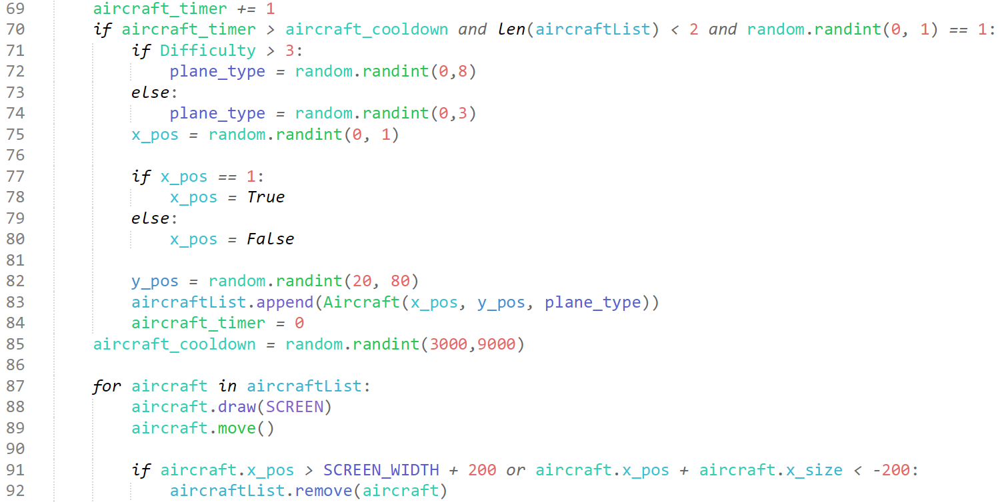 69 aircraft_timer += 1
70 if aircraft_timer > aircraft_cooldown and len(aircraftList) < 2 and random.randint(0, 1) == 1:
71 if Difficulty > 3:
72 plane_type = random.randint(0,8)
73 else:
74 plane_type = random.randint(0,3)
75 x_pos = random.randint(0, 1)
76
77 if x_pos == 1:
78 x_pos = True
79 else:
80 x_pos = False
81
82 y_pos = random.randint(20, 80)
83 aircraftList.append(Aircraft(x_pos, y_pos, plane_type))
84 aircraft_timer = 0
85 aircraft_cooldown = random.randint(3000,9000)
86
87 for aircraft in aircraftList:
88 aircraft.draw(SCREEN)
89 aircraft.move()
90
91 if aircraft.x_pos > SCREEN_WIDTH + 200 or aircraft.x_pos + aircraft.x_size < -200:
92 aircraftList.remove(aircraft)